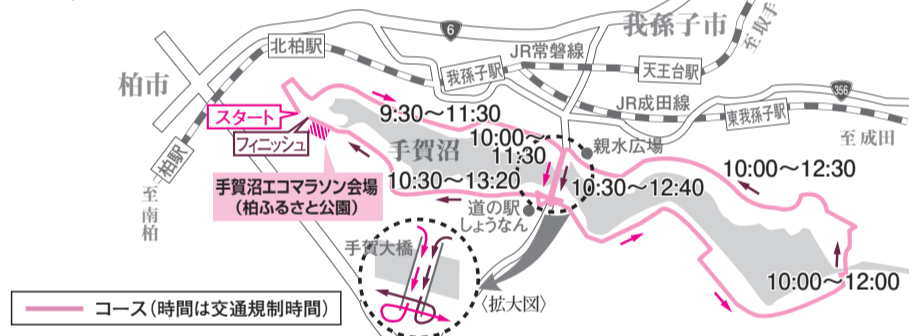 6
我孫子市
至取手
北柏駅
JR常磐線
柏市
我孫子駅
天王台駅
356
スタート
9:30～11:30
JR成田線
東我孫子駅
フィニッシュ
手賀沼
10:00～
11:30
親水広場
至成田
柏駅
10:00～12:30
手賀沼エコマラソン会場
（柏ふるさと公園）
10:30～13:20
10:30～12:40
至南柏
道の駅
しょうなん
手賀大橋
10:00～12:00
〈拡大図〉
コース（時間は交通規制時間）